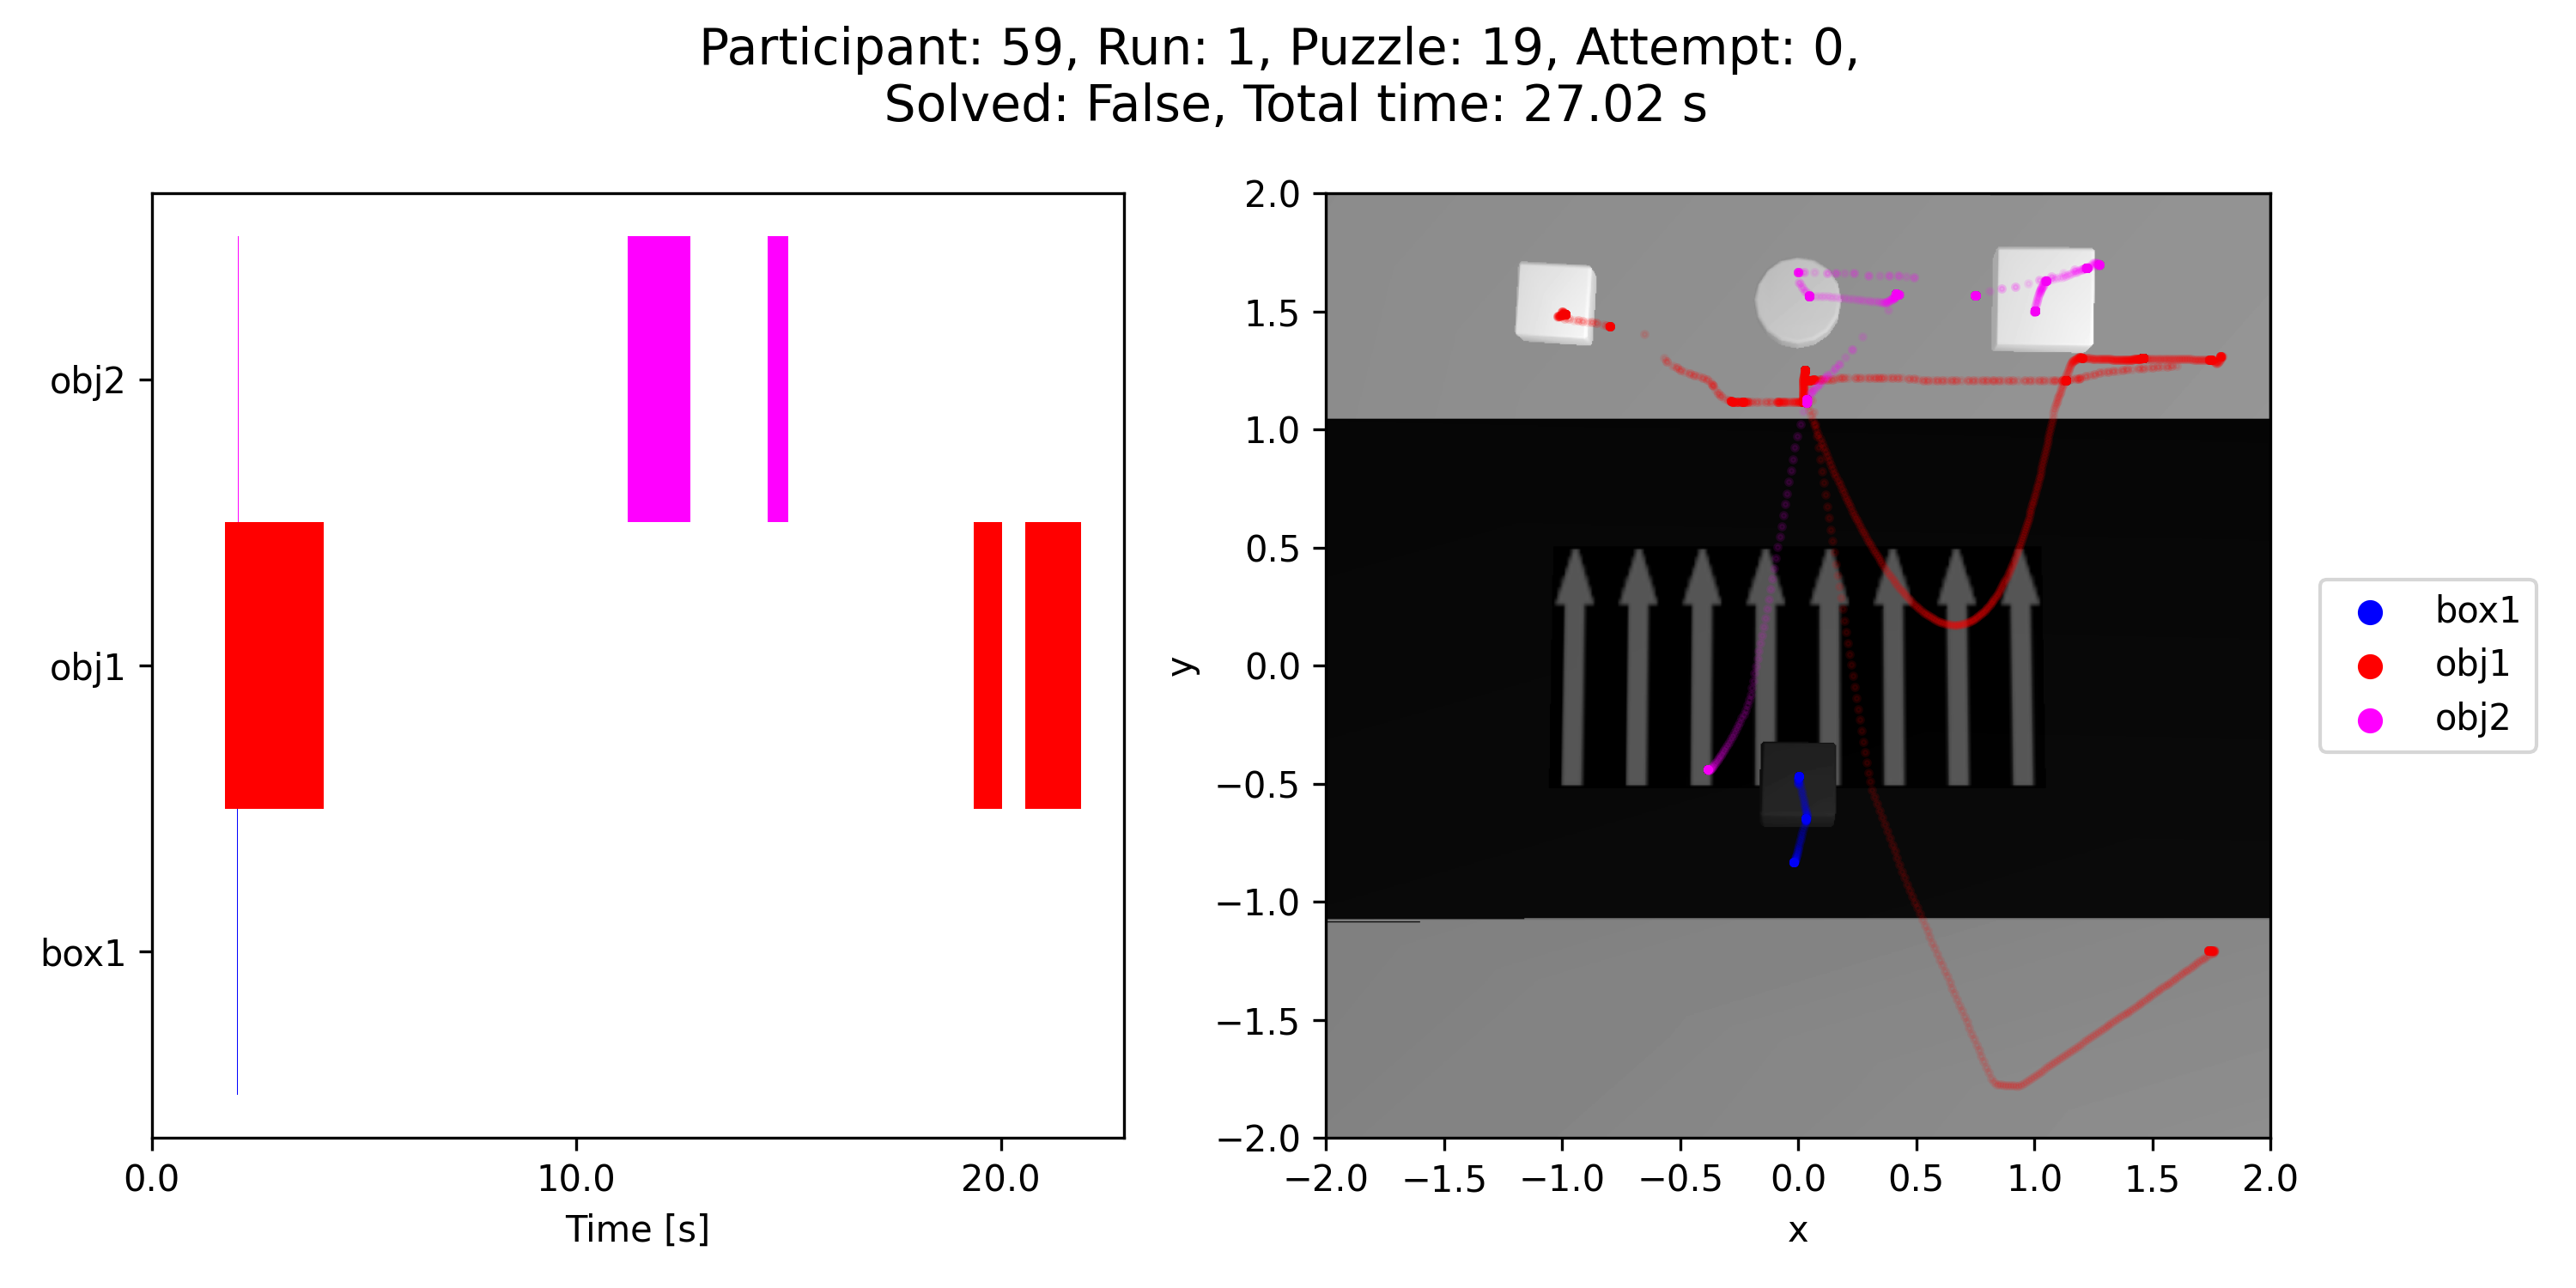 Participant: 59, Run: 1, Puzzle: 19, Attempt: 0,
Solved: False, Total time: 27.02 s
obj2
obj1
box1
0.0 10.0 20.0
Time [s]
2.0
1.5
1.0
0.5
0.0
−0.5
−1.0
−1.5
−2.0
y
−2.0 −1.5 −1.0 −0.5 0.0 0.5 1.0 1.5 2.0
x
box1
obj1
obj2